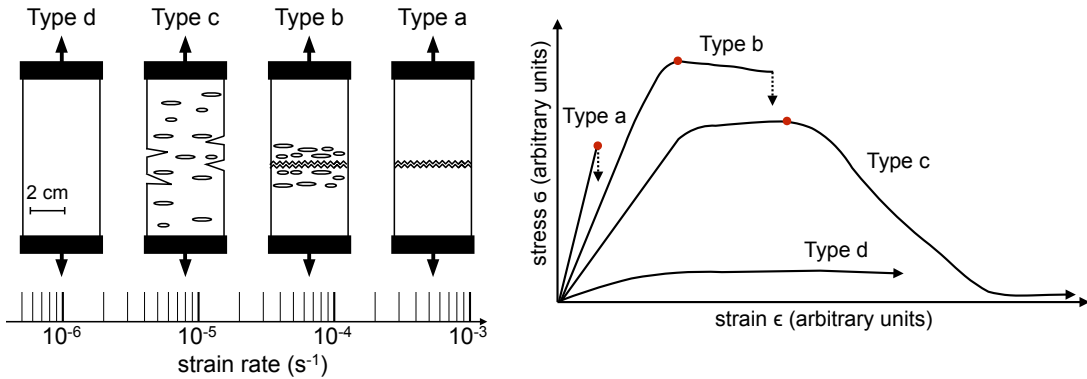 Type d Type c Type b Type a
2 cm
10-6 10-5 10-4 10-3
strain rate (s-1)
stress ϭ (arbitrary units)
Type b
Type a
Type c
Type d
strain ϵ (arbitrary units)